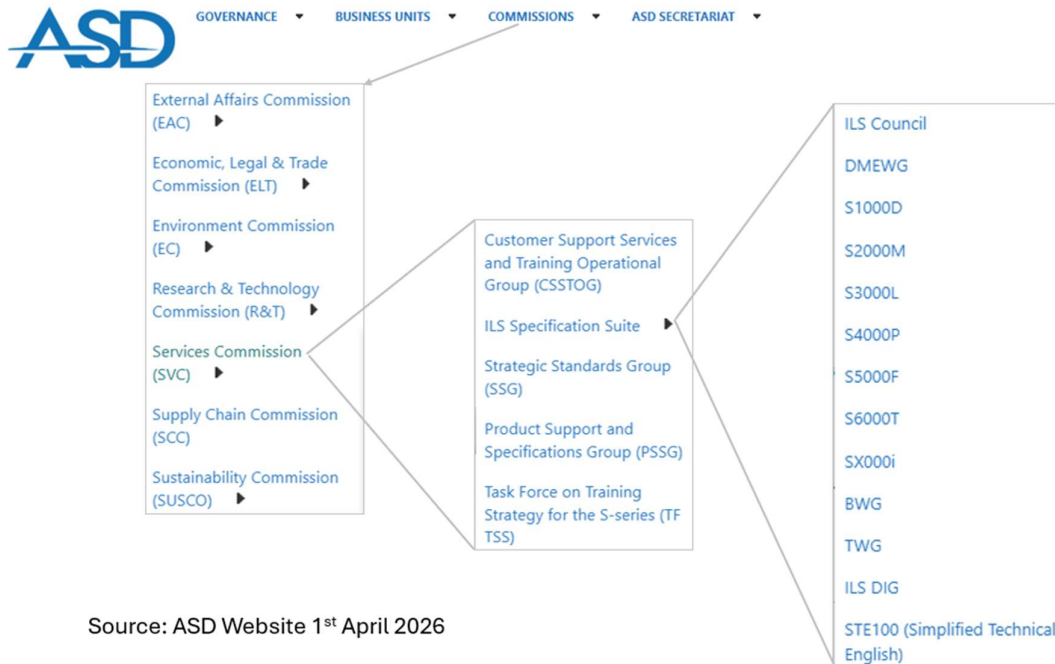 ASD
GOVERNANCE
BUSINESS UNITS
COMMISSIONS
ASD SECRETARIAT
External Affairs Commission
(EAC)
Economic, Legal & Trade
Commission (ELT)
Environment Commission
(EC)
Research & Technology
Commission (R&T)
Services Commission
(SVC)
Supply Chain Commission
(SCC)
Sustainability Commission
(SUSCO)
Customer Support Services
and Training Operational
Group (CSSTOG)
ILS Specification Suite
Strategic Standards Group
(SSG)
Product Support and
Specifications Group (PSSG)
Task Force on Training
Strategy for the S-series (TF
TSS)
ILS Council
DMEWG
S1000D
S2000M
S3000L
S4000P
S5000F
S6000T
SX000i
BWG
TWG
ILS DIG
STE100 (Simplified Technical
English)
Source: ASD Website 1st April 2026